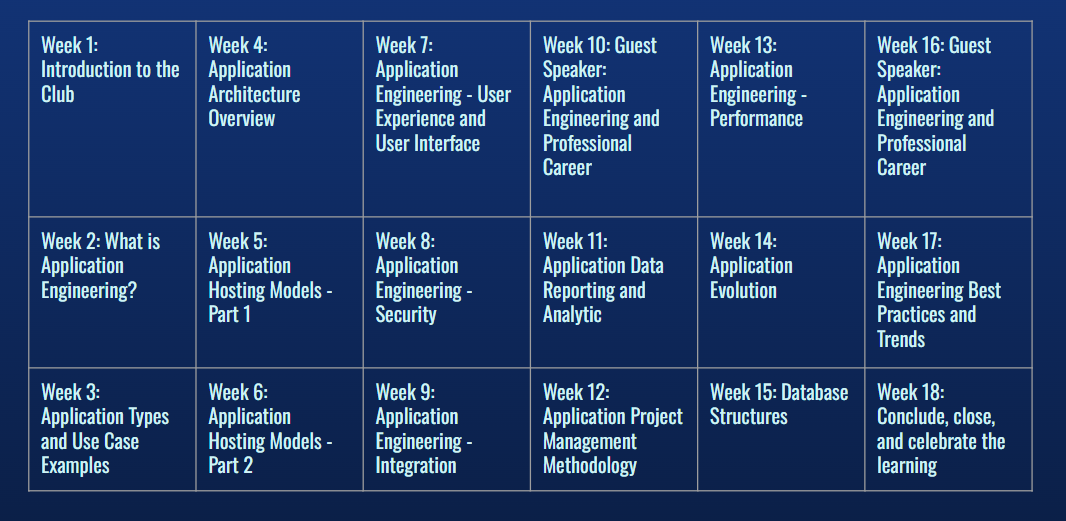 Week 1:
Introduction to the
Club
Week 4:
Application
Architecture
Overview
Week 7:
Application
Engineering - User
Experience and
User Interface
Week 10: Guest
Speaker:
Application
Engineering and
Professional
Career
Week 13:
Application
Engineering -
Performance
Week 16: Guest
Speaker:
Application
Engineering and
Professional
Career
Week 2: What is
Application
Engineering?
Week 5:
Application
Hosting Models -
Part 1
Week 8:
Application
Engineering -
Security
Week 11:
Application Data
Reporting and
Analytic
Week 14:
Application
Evolution
Week 17:
Application
Engineering Best
Practices and
Trends
Week 3:
Application Types
and Use Case
Examples
Week 6:
Application
Hosting Models -
Part 2
Week 9:
Application
Engineering -
Integration
Week 12:
Application Project
Management
Methodology
Week 15: Database
Structures
Week 18:
Conclude, close,
and celebrate the
learning